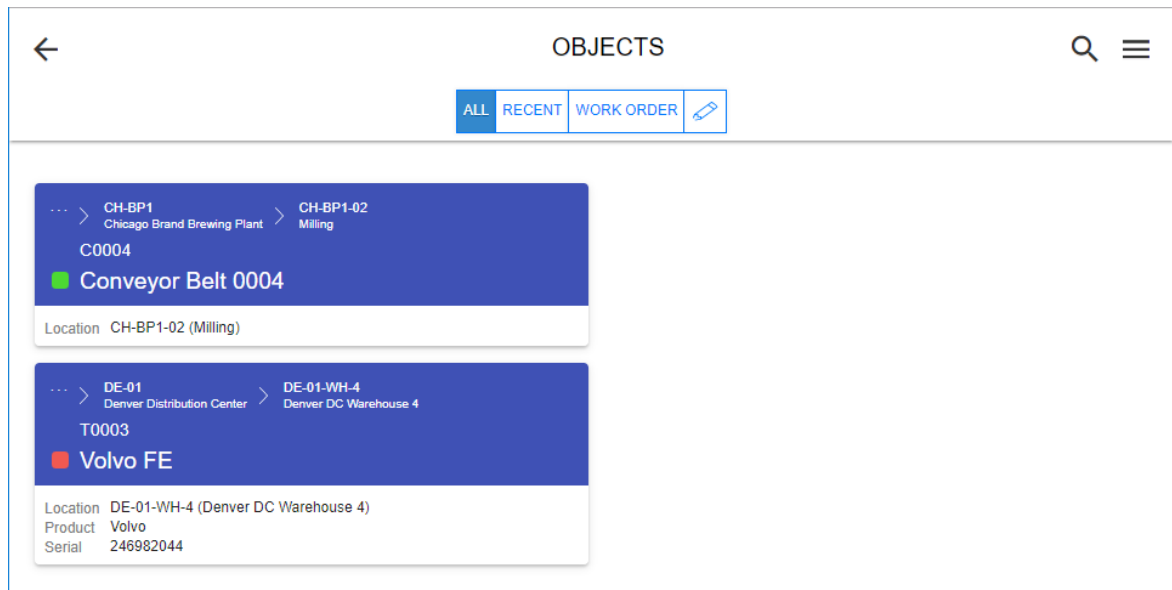 OBJECTS
ALL RECENT WORK ORDER
... CH-BP1 CH-BP1-02
Chicago Brand Brewing Plant Milling
C0004
Conveyor Belt 0004
Location CH-BP1-02 (Milling)
... DE-01 DE-01-WH-4
Denver Distribution Center Denver DC Warehouse 4
T0003
Volvo FE
Location DE-01-WH-4 (Denver DC Warehouse 4)
Product Volvo
Serial 246982044